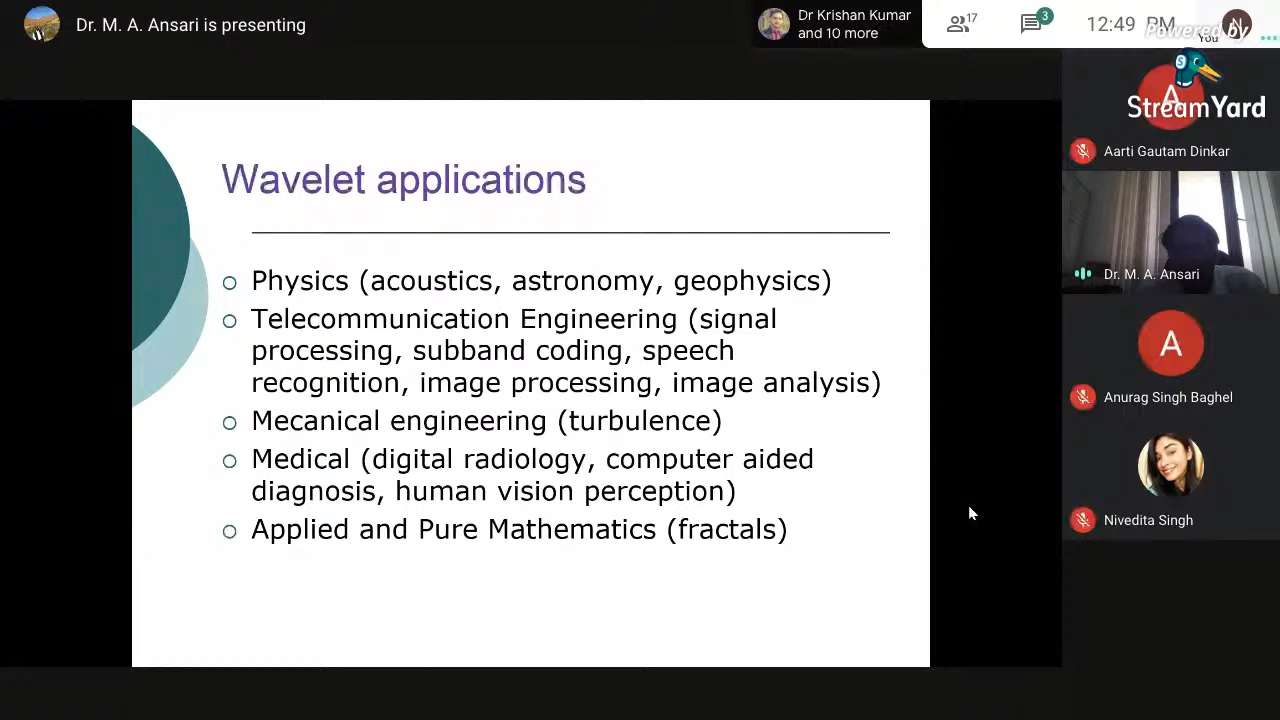 Dr. M. A. Ansari is presenting
Dr Krishan Kumar
and 10 more
17
3
12:49 PM
N
You
Powered by
S
A
StreamYard
Aarti Gautam Dinkar
Dr. M. A. Ansari
A
Anurag Singh Baghel
Nivedita Singh
Wavelet applications
Physics (acoustics, astronomy, geophysics)
Telecommunication Engineering (signal
processing, subband coding, speech
recognition, image processing, image analysis)
Mecanical engineering (turbulence)
Medical (digital radiology, computer aided
diagnosis, human vision perception)
Applied and Pure Mathematics (fractals)